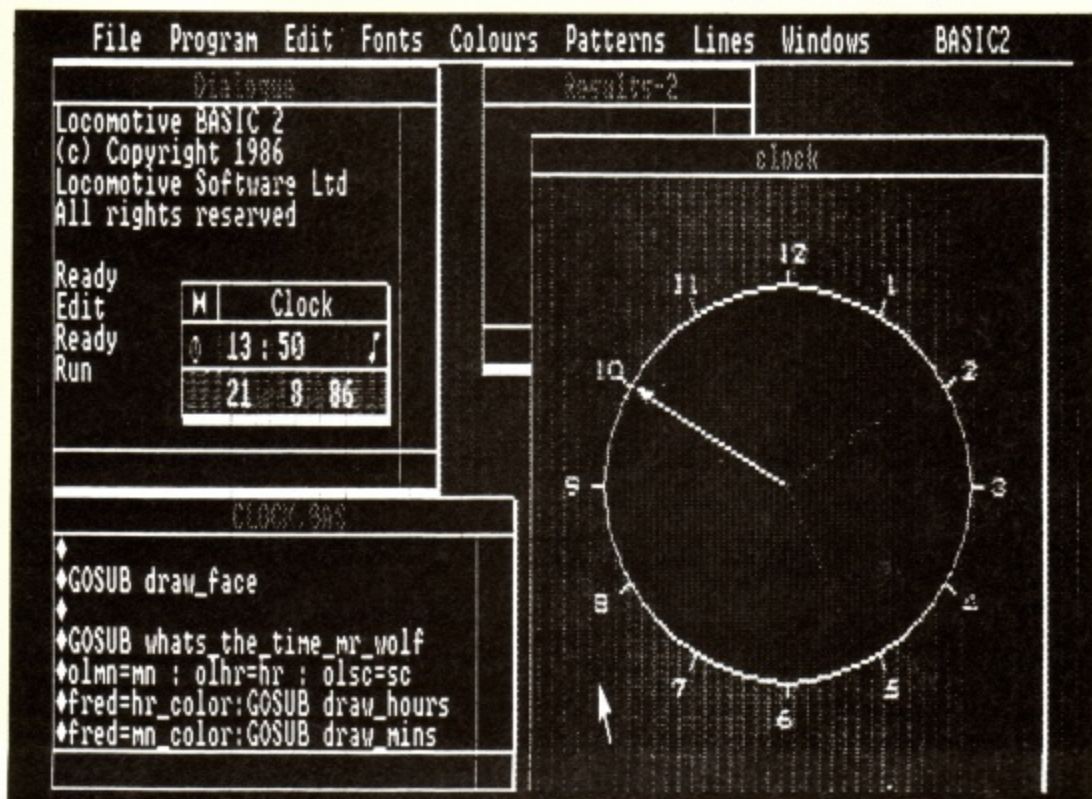 File Program Edit Fonts Colours Patterns Lines Windows BASIC2
Dialogue
Locomotive BASIC 2
(c) Copyright 1986
Locomotive Software Ltd
All rights reserved
Ready
Edit
Ready
Run
Clock
13:50
21 8 86
Results-2
clock
12
1
2
3
4
5
6
7
8
9
10
11
CLOCK.BAS
♦
♦GOSUB draw_face
♦
♦GOSUB whats_the_time_mr_wolf
♦olmn=mn : olhr=hr : olsc=sc
♦fred=hr_color:GOSUB draw_hours
♦fred=mn_color:GOSUB draw_mins